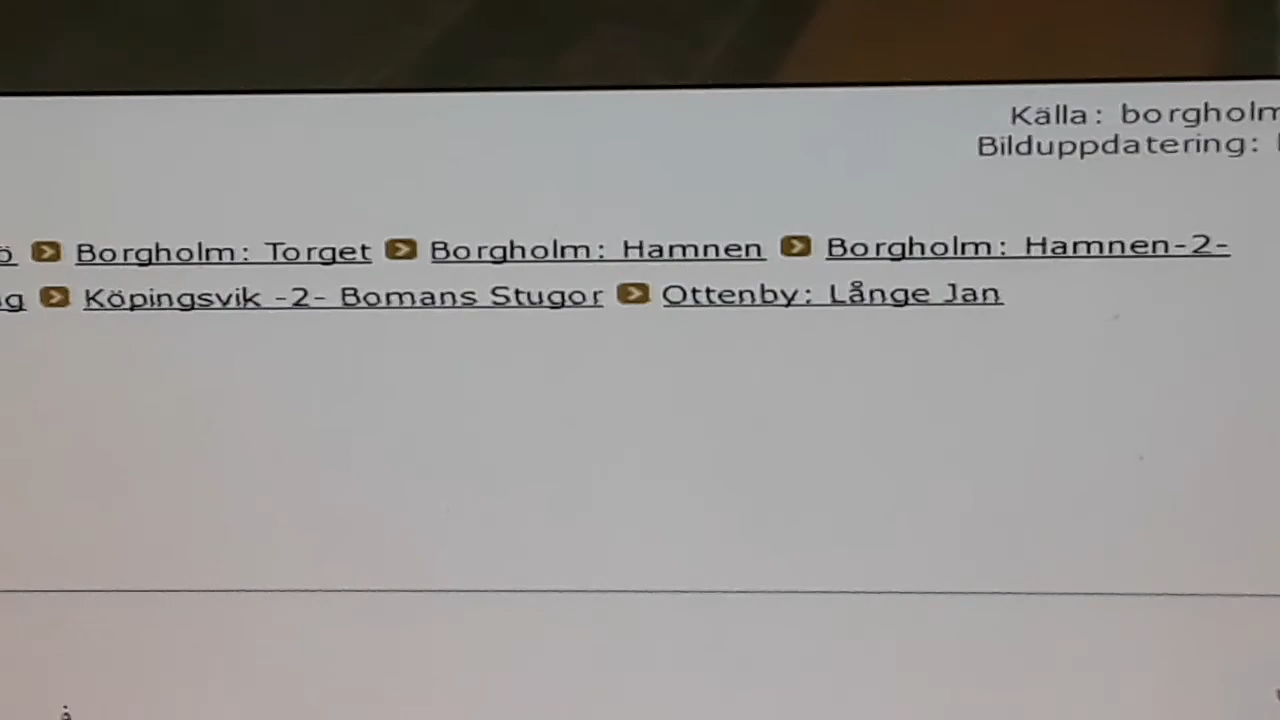 Källa: borgholm
Bilduppdatering:
Borgholm: Torget Borgholm: Hamnen Borgholm: Hamnen-2-
Köpingsvik -2- Bomans Stugor Ottenby: Långe Jan